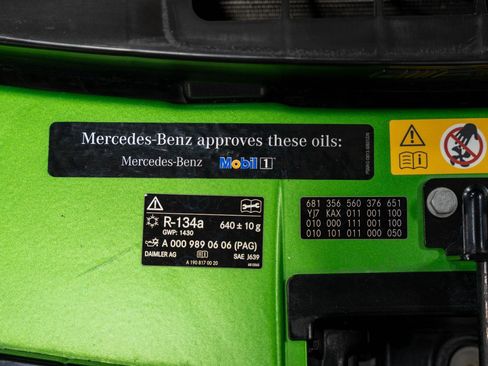 Mercedes-Benz approves these oils:
Mercedes-Benz Mobil 1
R-134a 640 ± 10 g
GWP: 1430
A 000 989 06 06 (PAG)
DAIMLER AG SAE J639
A 190 817 00 20
681 356 560 376 651
YJ7 KAX 011 001 100
010 000 111 001 100
010 101 011 000 050